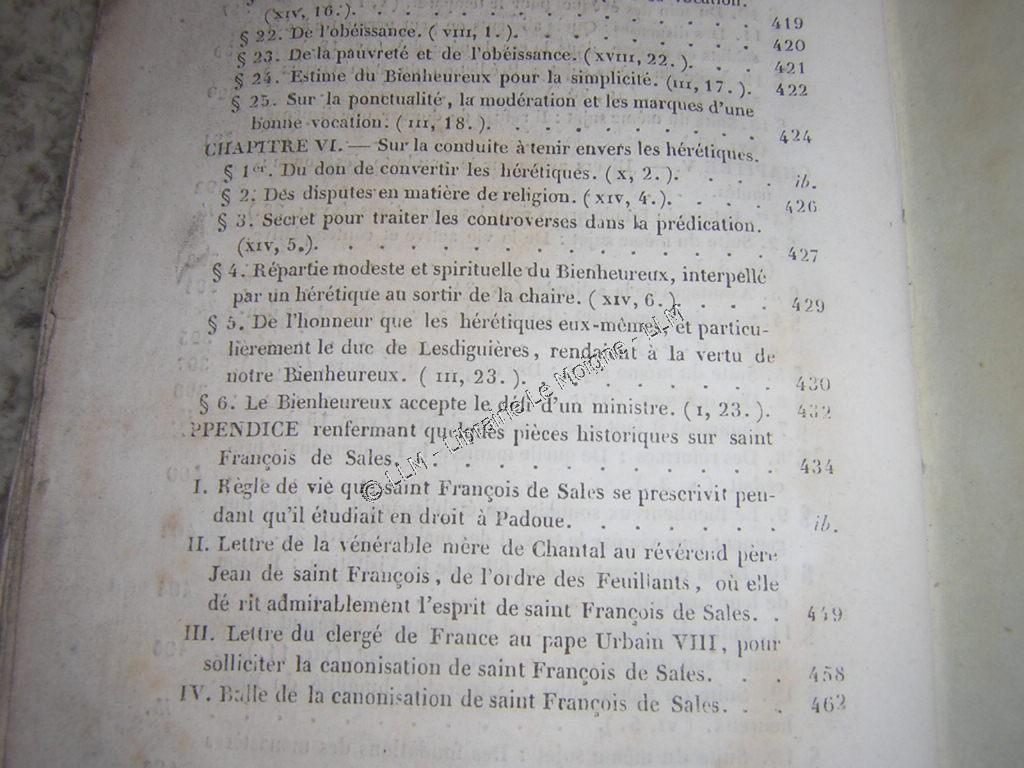 vocation.
(XIV, 16.). . . . . . . . . . . . . . 419
§ 22. De l'obéissance. (VIII, 1.). . . . . . . . 420
§ 23. De la pauvreté et de l'obéissance. (XVIII, 22.). . . 421
§ 24. Estime du Bienheureux pour la simplicité. (III, 17.). 422
§ 25. Sur la ponctualité, la modération et les marques d'une
bonne vocation. (III, 18.). . . . . . . . . . 424
CHAPITRE VI. — Sur la conduite à tenir envers les hérétiques.
§ 1er. Du don de convertir les hérétiques. (X, 2.). . . . ib.
§ 2. Des disputes en matière de religion. (XIV, 4.). . . . 426
§ 3. Secret pour traiter les controverses dans la prédication.
(XIV, 5.). . . . . . . . . . . . . . 427
§ 4. Répartie modeste et spirituelle du Bienheureux, interpellé
par un hérétique au sortir de la chaire. (XIV, 6.). . . . 429
§ 5. De l'honneur que les hérétiques eux-mêmes, et particu-
lièrement le duc de Lesdiguières, rendaient à la vertu de
notre Bienheureux. (III, 23.). . . . . . . . . 430
§ 6. Le Bienheureux accepte le défi d'un ministre. (I, 23.). 432
PPENDICE renfermant quelques pièces historiques sur saint
François de Sales. . . . . . . . . . . . . 434
I. Règle de vie que saint François de Sales se prescrivit pen-
dant qu'il étudiait en droit à Padoue. . . . . . . . ib.
II. Lettre de la vénérable mère de Chantal au révérend père
Jean de saint François, de l'ordre des Feuillants, où elle
dé rit admirablement l'esprit de saint François de Sales. . 449
III. Lettre du clergé de France au pape Urbain VIII, pour
solliciter la canonisation de saint François de Sales. . . 458
IV. Bulle de la canonisation de saint François de Sales. . . 462
© LLM - Librairie Le Moigne - LLM